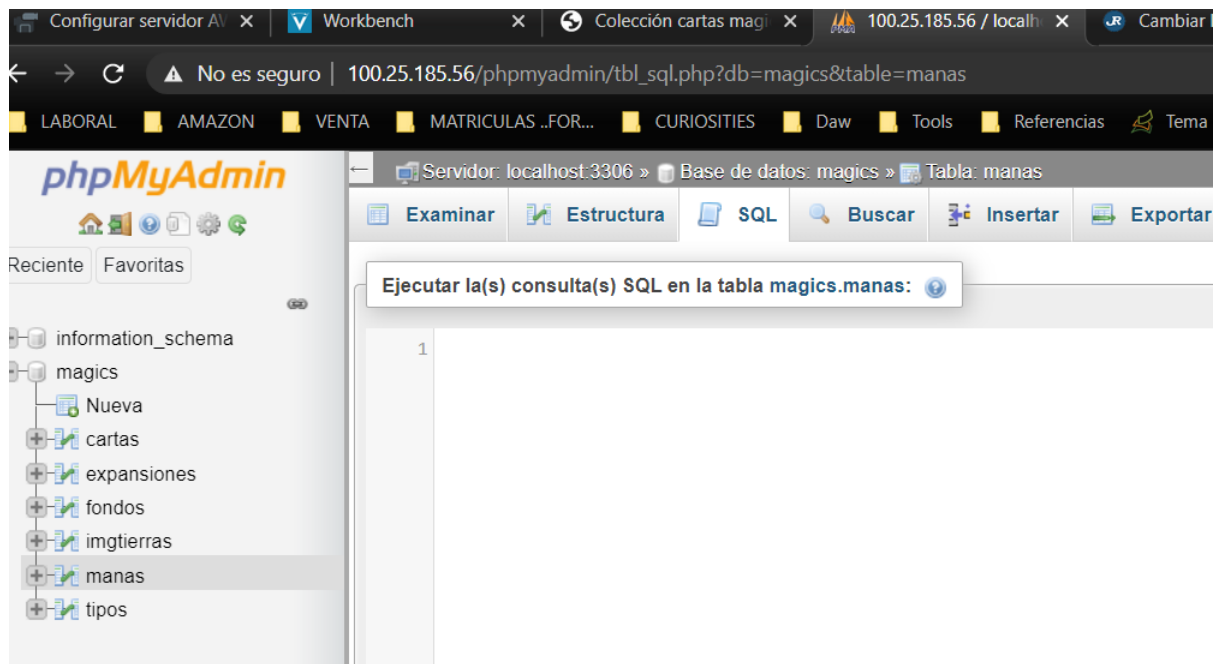 Configurar servidor AV
Workbench
Colección cartas magi
100.25.185.56 / localh
Cambiar
No es seguro
100.25.185.56/phpmyadmin/tbl_sql.php?db=magics&table=manas
LABORAL
AMAZON
VENTA
MATRICULAS ..FOR...
CURIOSITIES
Daw
Tools
Referencias
Tema
phpMyAdmin
Servidor: localhost:3306 » Base de datos: magics » Tabla: manas
Examinar
Estructura
SQL
Buscar
Insertar
Exportar
Reciente
Favoritas
Ejecutar la(s) consulta(s) SQL en la tabla magics.manas:
1
information_schema
magics
Nueva
cartas
expansiones
fondos
imgtierras
manas
tipos